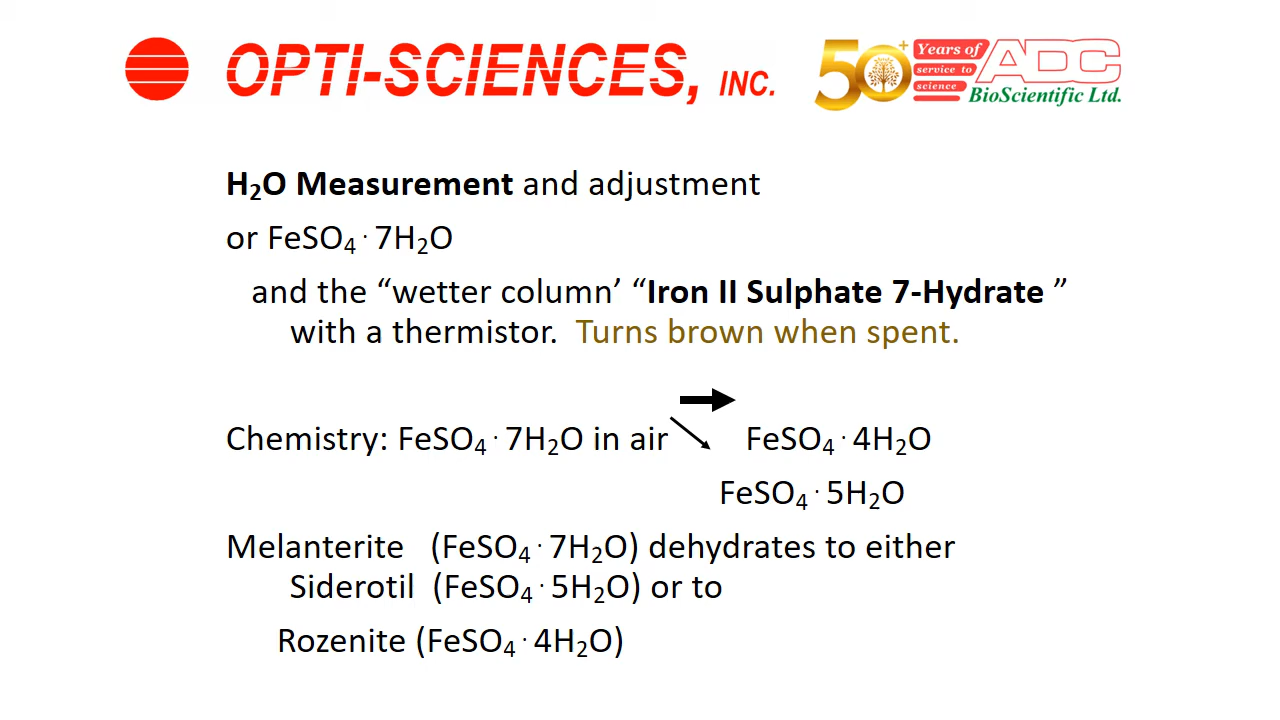 OPTI-SCIENCES, INC.
50+ Years of service to science
ADC BioScientific Ltd.
H₂O Measurement and adjustment
or FeSO₄ · 7H₂O
and the “wetter column’ “Iron II Sulphate 7-Hydrate ”
with a thermistor. Turns brown when spent.
Chemistry: FeSO₄ · 7H₂O in air FeSO₄ · 4H₂O
FeSO₄ · 5H₂O
Melanterite (FeSO₄ · 7H₂O) dehydrates to either
Siderotil (FeSO₄ · 5H₂O) or to
Rozenite (FeSO₄ · 4H₂O)